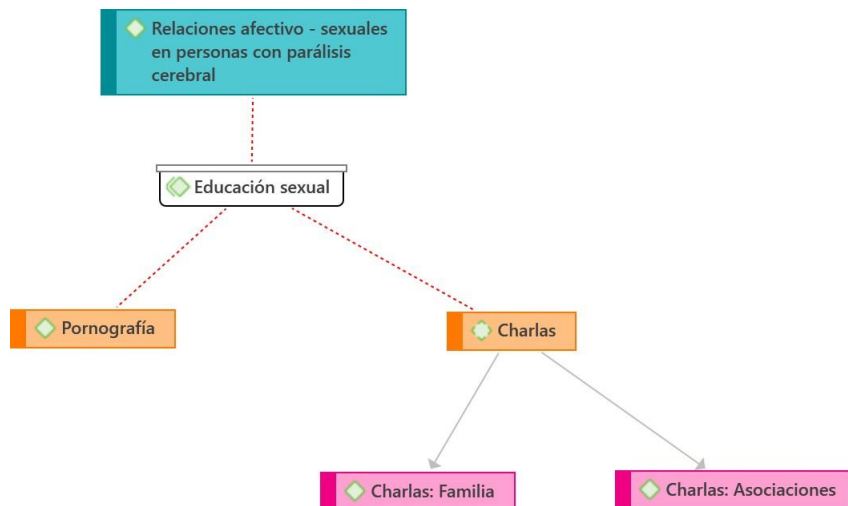 Relaciones afectivo - sexuales
en personas con parálisis
cerebral
Educación sexual
Pornografía
Charlas
Charlas: Familia
Charlas: Asociaciones